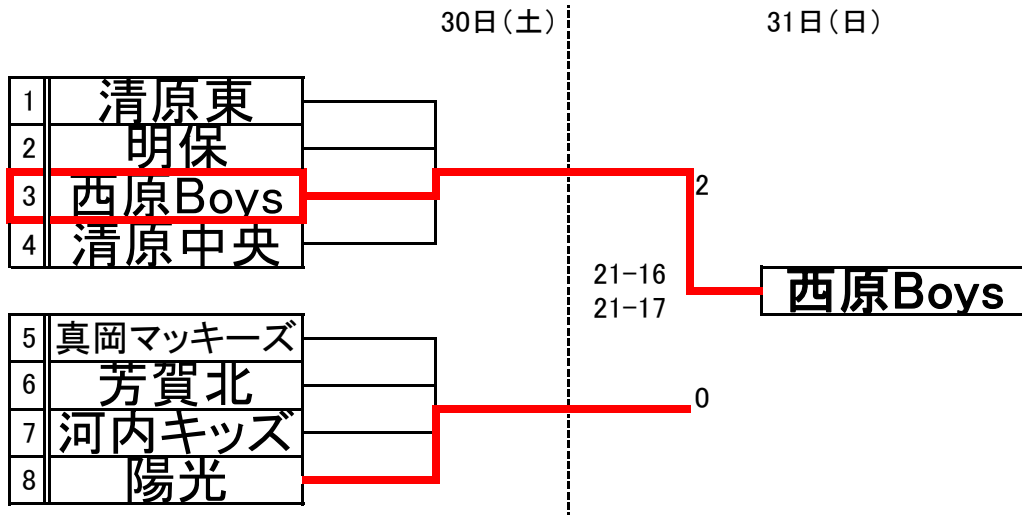 30日(土) 31日(日)
1 清原東
2 明保
3 西原Boys
4 清原中央
2
21-16
21-17
西原Boys
5 真岡マッキーズ
6 芳賀北
7 河内キッズ
8 陽光
0